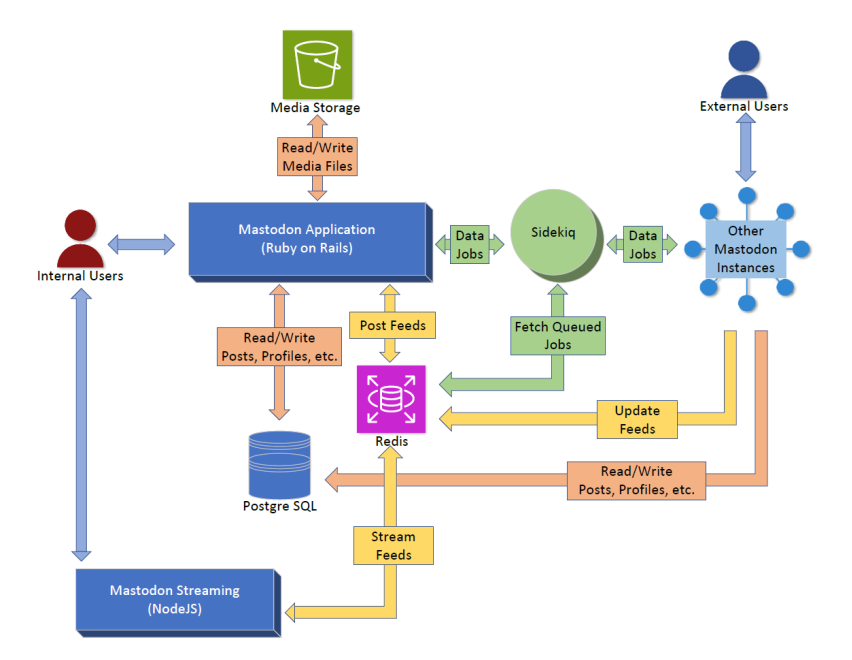 Media Storage
External Users
Read/Write
Media Files
Mastodon Application
(Ruby on Rails)
Data
Jobs
Sidekiq
Data
Jobs
Other
Mastodon
Instances
Internal Users
Read/Write
Posts, Profiles, etc.
Post Feeds
Fetch Queued
Jobs
Redis
Update
Feeds
Postgre SQL
Read/Write
Posts, Profiles, etc.
Stream
Feeds
Mastodon Streaming
(NodeJS)